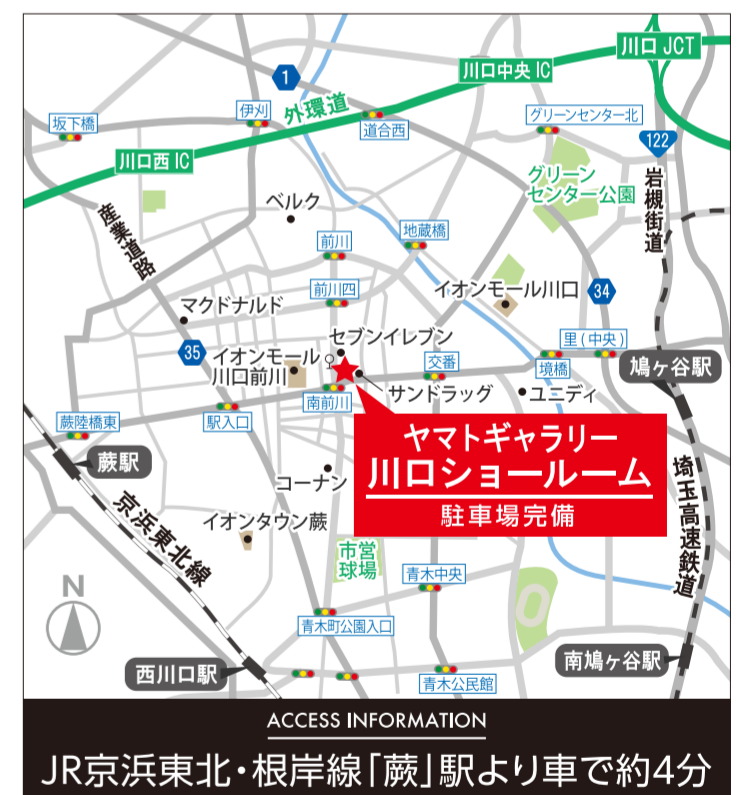 川口 JCT
川口中央 IC
1
伊刈
外環道
坂下橋
道合西
グリーンセンター北
122
川口西 IC
グリーン
センター公園
岩槻街道
ベルク
産業道路
地蔵橋
前川
前川四
イオンモール川口
34
マクドナルド
セブンイレブン
里(中央)
35
イオンモール
川口前川
交番
境橋
鳩ヶ谷駅
サンドラッグ
ユニディ
南前川
蕨陸橋東
駅入口
ヤマトギャラリー
川口ショールーム
駐車場完備
蕨駅
コーナン
京浜東北線
イオンタウン蕨
埼玉高速鉄道
市営
球場
青木中央
N
青木町公園入口
西川口駅
南鳩ヶ谷駅
青木公民館
ACCESS INFORMATION
JR京浜東北・根岸線「蕨」駅より車で約4分